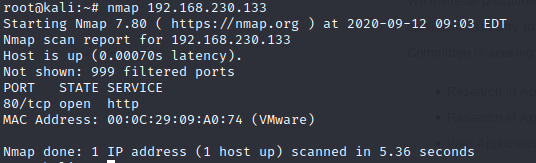 root@kali:~# nmap 192.168.230.133
Starting Nmap 7.80 ( https://nmap.org ) at 2020-09-12 09:03 EDT
Nmap scan report for 192.168.230.133
Host is up (0.00070s latency).
Not shown: 999 filtered ports
PORT   STATE SERVICE
80/tcp open  http
MAC Address: 00:0C:29:09:A0:74 (VMware)

Nmap done: 1 IP address (1 host up) scanned in 5.36 seconds